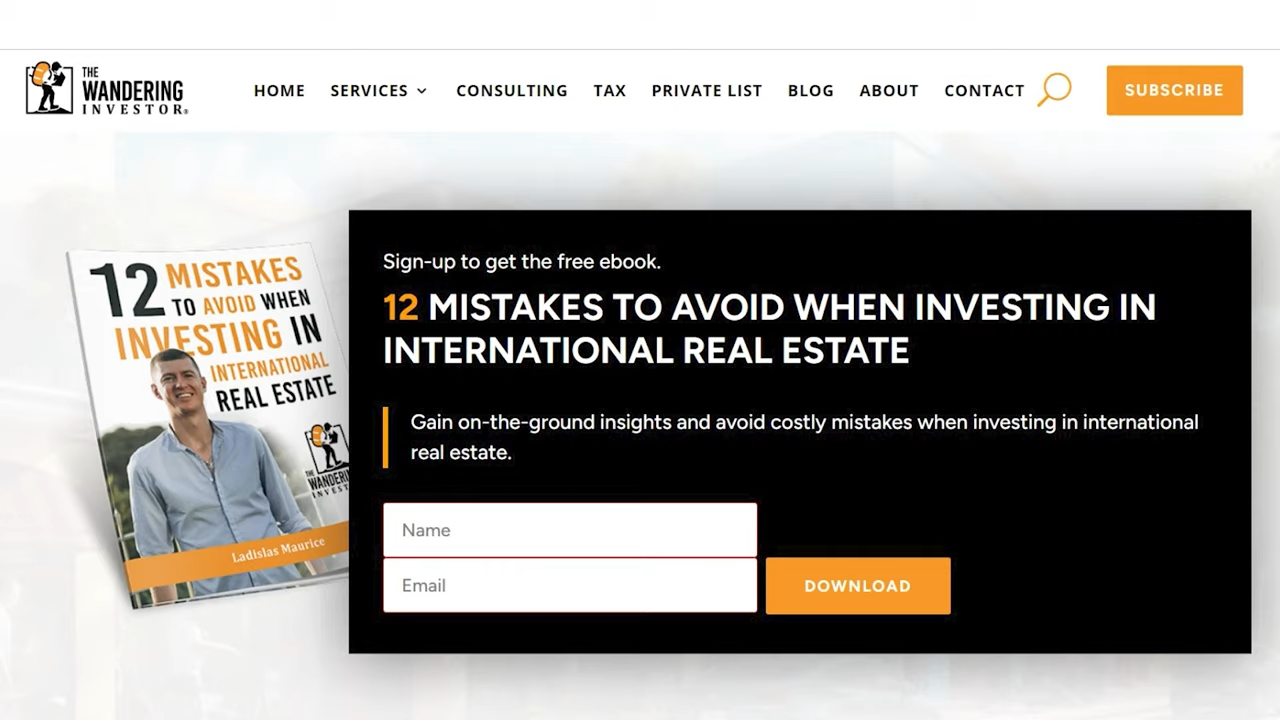 THE
WANDERING
INVESTOR®
HOME SERVICES CONSULTING TAX PRIVATE LIST BLOG ABOUT CONTACT SUBSCRIBE
12 MISTAKES
TO AVOID WHEN
INVESTING IN
INTERNATIONAL
REAL ESTATE
THE
Ladislas Maurice
Sign-up to get the free ebook.
12 MISTAKES TO AVOID WHEN INVESTING IN
INTERNATIONAL REAL ESTATE
Gain on-the-ground insights and avoid costly mistakes when investing in international
real estate.
Name
Email
DOWNLOAD